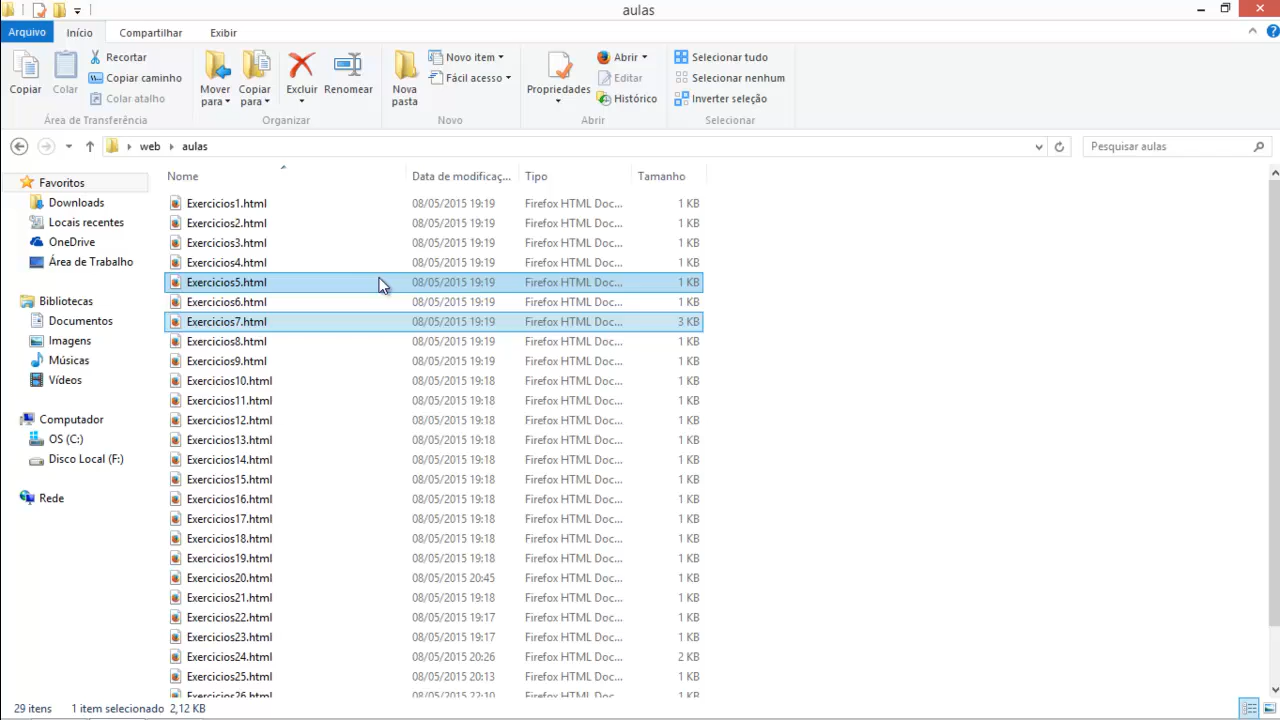 aulas
Arquivo Início Compartilhar Exibir
Copiar
Colar
Recortar
Copiar caminho
Colar atalho
Área de Transferência
Mover para
Copiar para
Excluir
Renomear
Organizar
Nova pasta
Novo item
Fácil acesso
Novo
Propriedades
Abrir
Editar
Histórico
Abrir
Selecionar tudo
Selecionar nenhum
Inverter seleção
Selecionar
web aulas
Pesquisar aulas
Favoritos
Downloads
Locais recentes
OneDrive
Área de Trabalho
Bibliotecas
Documentos
Imagens
Músicas
Vídeos
Computador
OS (C:)
Disco Local (F:)
Rede
Nome Data de modificaç... Tipo Tamanho
Exercicios1.html 08/05/2015 19:19 Firefox HTML Doc... 1 KB
Exercicios2.html 08/05/2015 19:19 Firefox HTML Doc... 1 KB
Exercicios3.html 08/05/2015 19:19 Firefox HTML Doc... 1 KB
Exercicios4.html 08/05/2015 19:19 Firefox HTML Doc... 1 KB
Exercicios5.html 08/05/2015 19:19 Firefox HTML Doc... 1 KB
Exercicios6.html 08/05/2015 19:19 Firefox HTML Doc... 1 KB
Exercicios7.html 08/05/2015 19:19 Firefox HTML Doc... 3 KB
Exercicios8.html 08/05/2015 19:19 Firefox HTML Doc... 1 KB
Exercicios9.html 08/05/2015 19:19 Firefox HTML Doc... 1 KB
Exercicios10.html 08/05/2015 19:18 Firefox HTML Doc... 1 KB
Exercicios11.html 08/05/2015 19:18 Firefox HTML Doc... 1 KB
Exercicios12.html 08/05/2015 19:18 Firefox HTML Doc... 1 KB
Exercicios13.html 08/05/2015 19:18 Firefox HTML Doc... 1 KB
Exercicios14.html 08/05/2015 19:18 Firefox HTML Doc... 1 KB
Exercicios15.html 08/05/2015 19:18 Firefox HTML Doc... 1 KB
Exercicios16.html 08/05/2015 19:18 Firefox HTML Doc... 1 KB
Exercicios17.html 08/05/2015 19:18 Firefox HTML Doc... 1 KB
Exercicios18.html 08/05/2015 19:18 Firefox HTML Doc... 1 KB
Exercicios19.html 08/05/2015 19:18 Firefox HTML Doc... 1 KB
Exercicios20.html 08/05/2015 20:45 Firefox HTML Doc... 1 KB
Exercicios21.html 08/05/2015 19:18 Firefox HTML Doc... 1 KB
Exercicios22.html 08/05/2015 19:17 Firefox HTML Doc... 1 KB
Exercicios23.html 08/05/2015 19:17 Firefox HTML Doc... 1 KB
Exercicios24.html 08/05/2015 20:26 Firefox HTML Doc... 2 KB
Exercicios25.html 08/05/2015 20:13 Firefox HTML Doc... 1 KB
Exercicios26.html 08/05/2015 22:10 Firefox HTML Doc... 1 KB
29 itens 1 item selecionado 2,12 KB